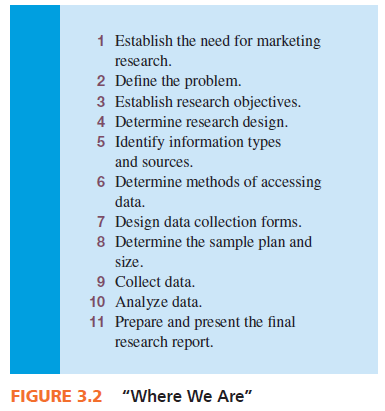 1 Establish the need for marketing
research.
2 Define the problem.
3 Establish research objectives.
4 Determine research design.
5 Identify information types
and sources.
6 Determine methods of accessing
data.
7 Design data collection forms.
8 Determine the sample plan and
size.
9 Collect data.
10 Analyze data.
11 Prepare and present the final
research report.
FIGURE 3.2 “Where We Are”